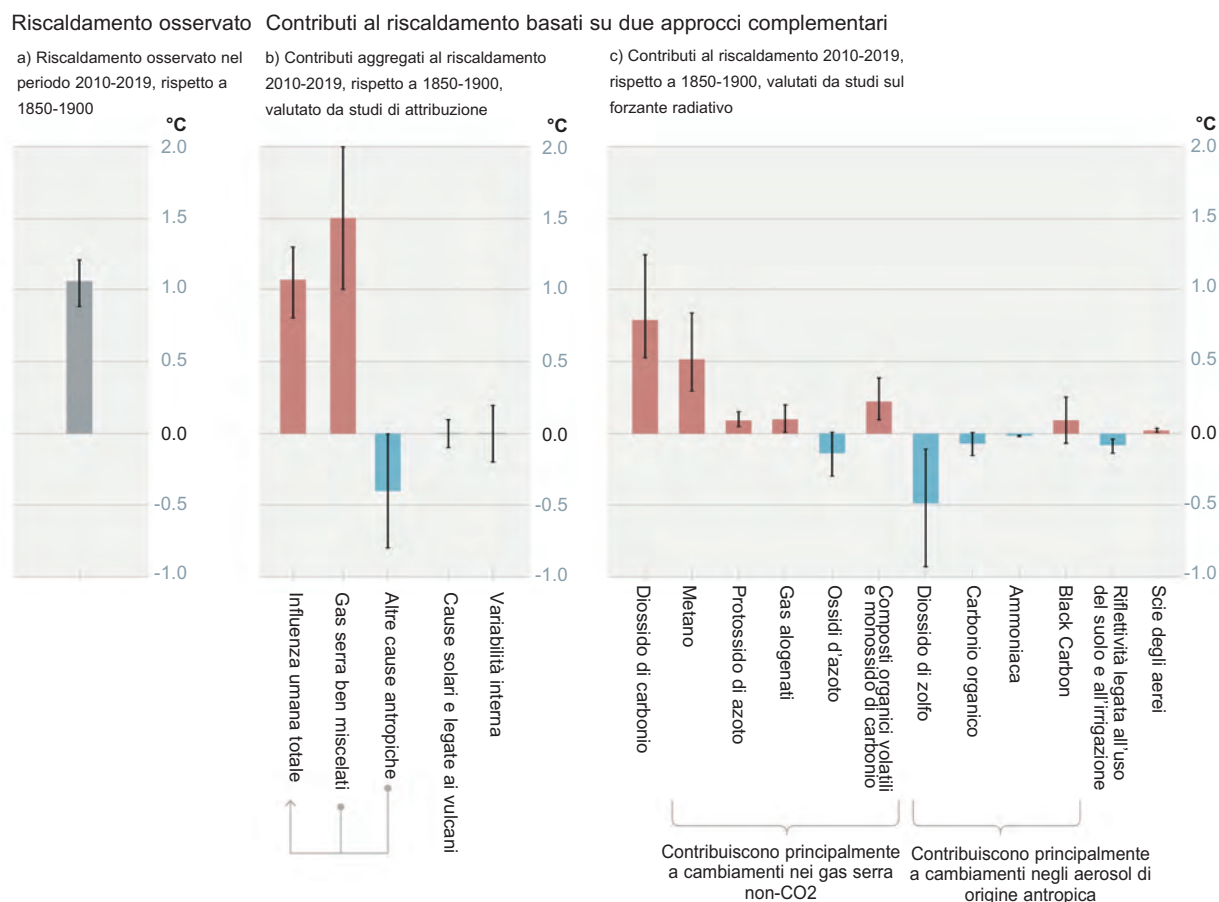 Riscaldamento osservato
Contributi al riscaldamento basati su due approcci complementari
a) Riscaldamento osservato nel
periodo 2010-2019, rispetto a
1850-1900
b) Contributi aggregati al riscaldamento
2010-2019, rispetto a 1850-1900,
valutato da studi di attribuzione
c) Contributi al riscaldamento 2010-2019,
rispetto a 1850-1900, valutati da studi sul
forzante radiativo
°C
2.0
1.5
1.0
0.5
0.0
-0.5
-1.0
°C
2.0
1.5
1.0
0.5
0.0
-0.5
-1.0
°C
2.0
1.5
1.0
0.5
0.0
-0.5
-1.0
Influenza umana totale
Gas serra ben miscelati
Altre cause antropiche
Cause solari e legate ai vulcani
Variabilità interna
Diossido di carbonio
Metano
Protossido di azoto
Gas alogenati
Ossidi d'azoto
Composti organici volatili
e monossido di carbonio
Diossido di zolfo
Carbonio organico
Ammoniaca
Black Carbon
Riflettività legata all'uso
del suolo e all'irrigazione
Scie degli aerei
Contribuiscono principalmente
a cambiamenti nei gas serra
non-CO2
Contribuiscono principalmente
a cambiamenti negli aerosol di
origine antropica